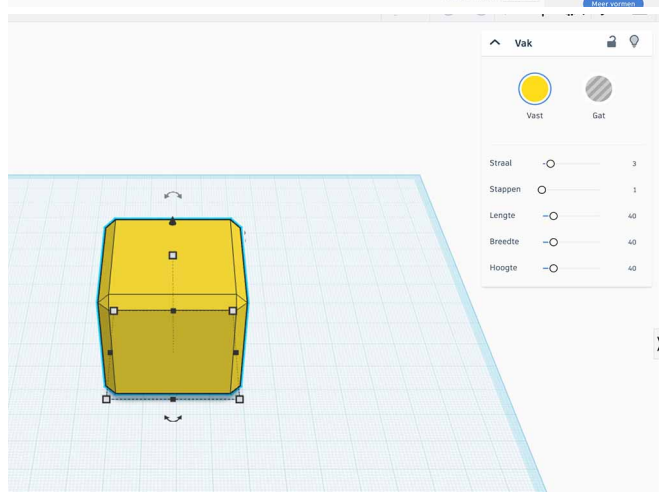 Meer vormen
Vak
Vast Gat
Straal 3
Stappen 1
Lengte 40
Breedte 40
Hoogte 40